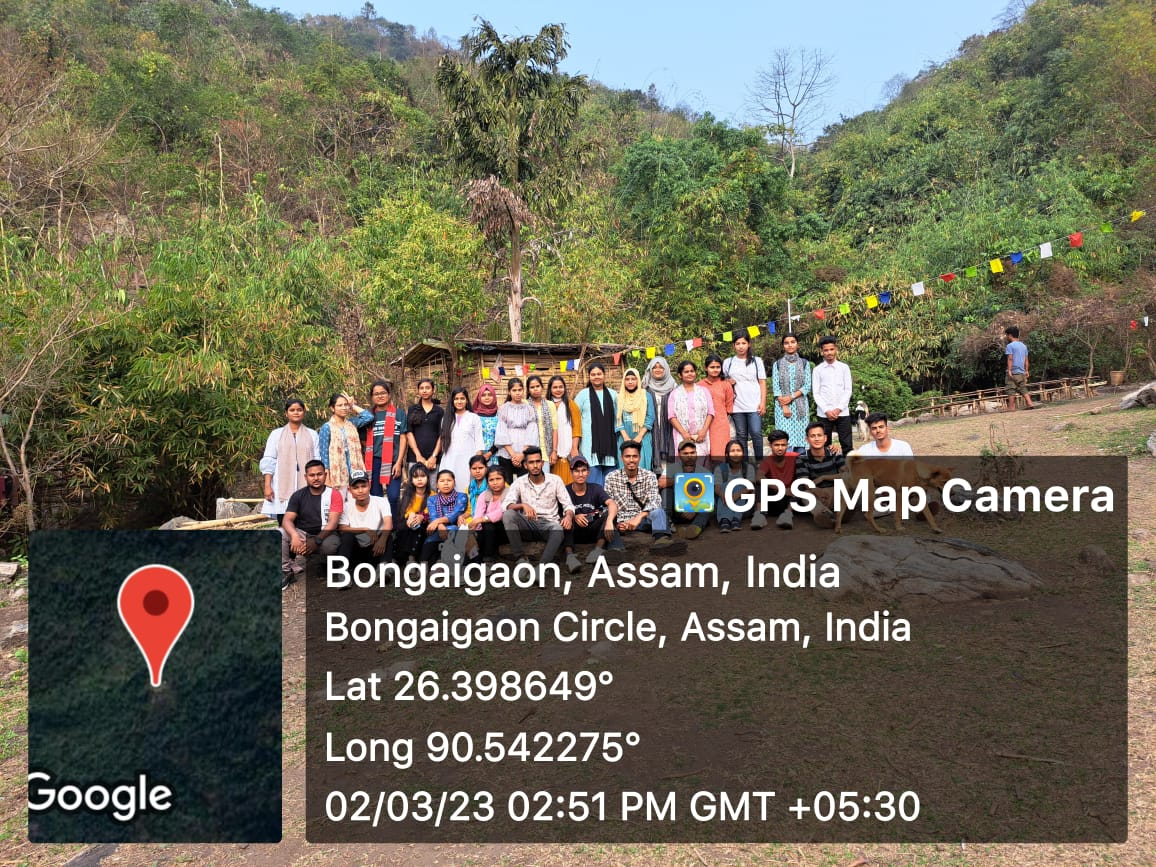 GPS Map Camera
Bongaigaon, Assam, India
Bongaigaon Circle, Assam, India
Lat 26.398649°
Long 90.542275°
02/03/23 02:51 PM GMT +05:30
Google